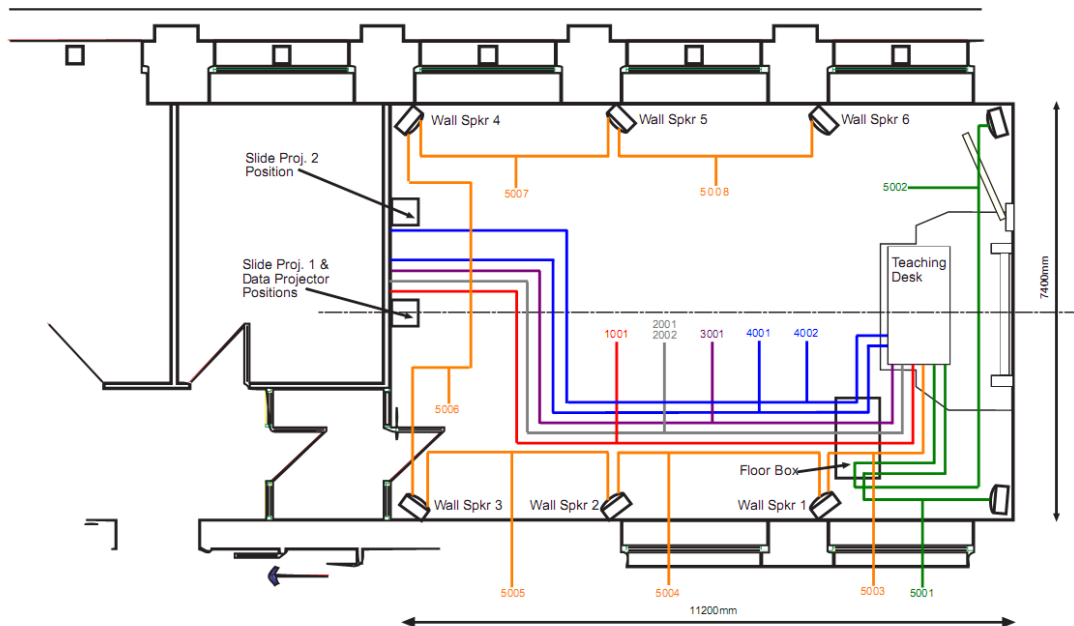 Wall Spkr 4
Wall Spkr 5
Wall Spkr 6
Slide Proj. 2
Position
5007
5008
5002
Slide Proj. 1 &
Data Projector
Positions
Teaching
Desk
7400mm
1001
2001
2002
3001
4001
4002
5006
Floor Box
Wall Spkr 3
Wall Spkr 2
Wall Spkr 1
5005
5004
5003
5001
11200mm